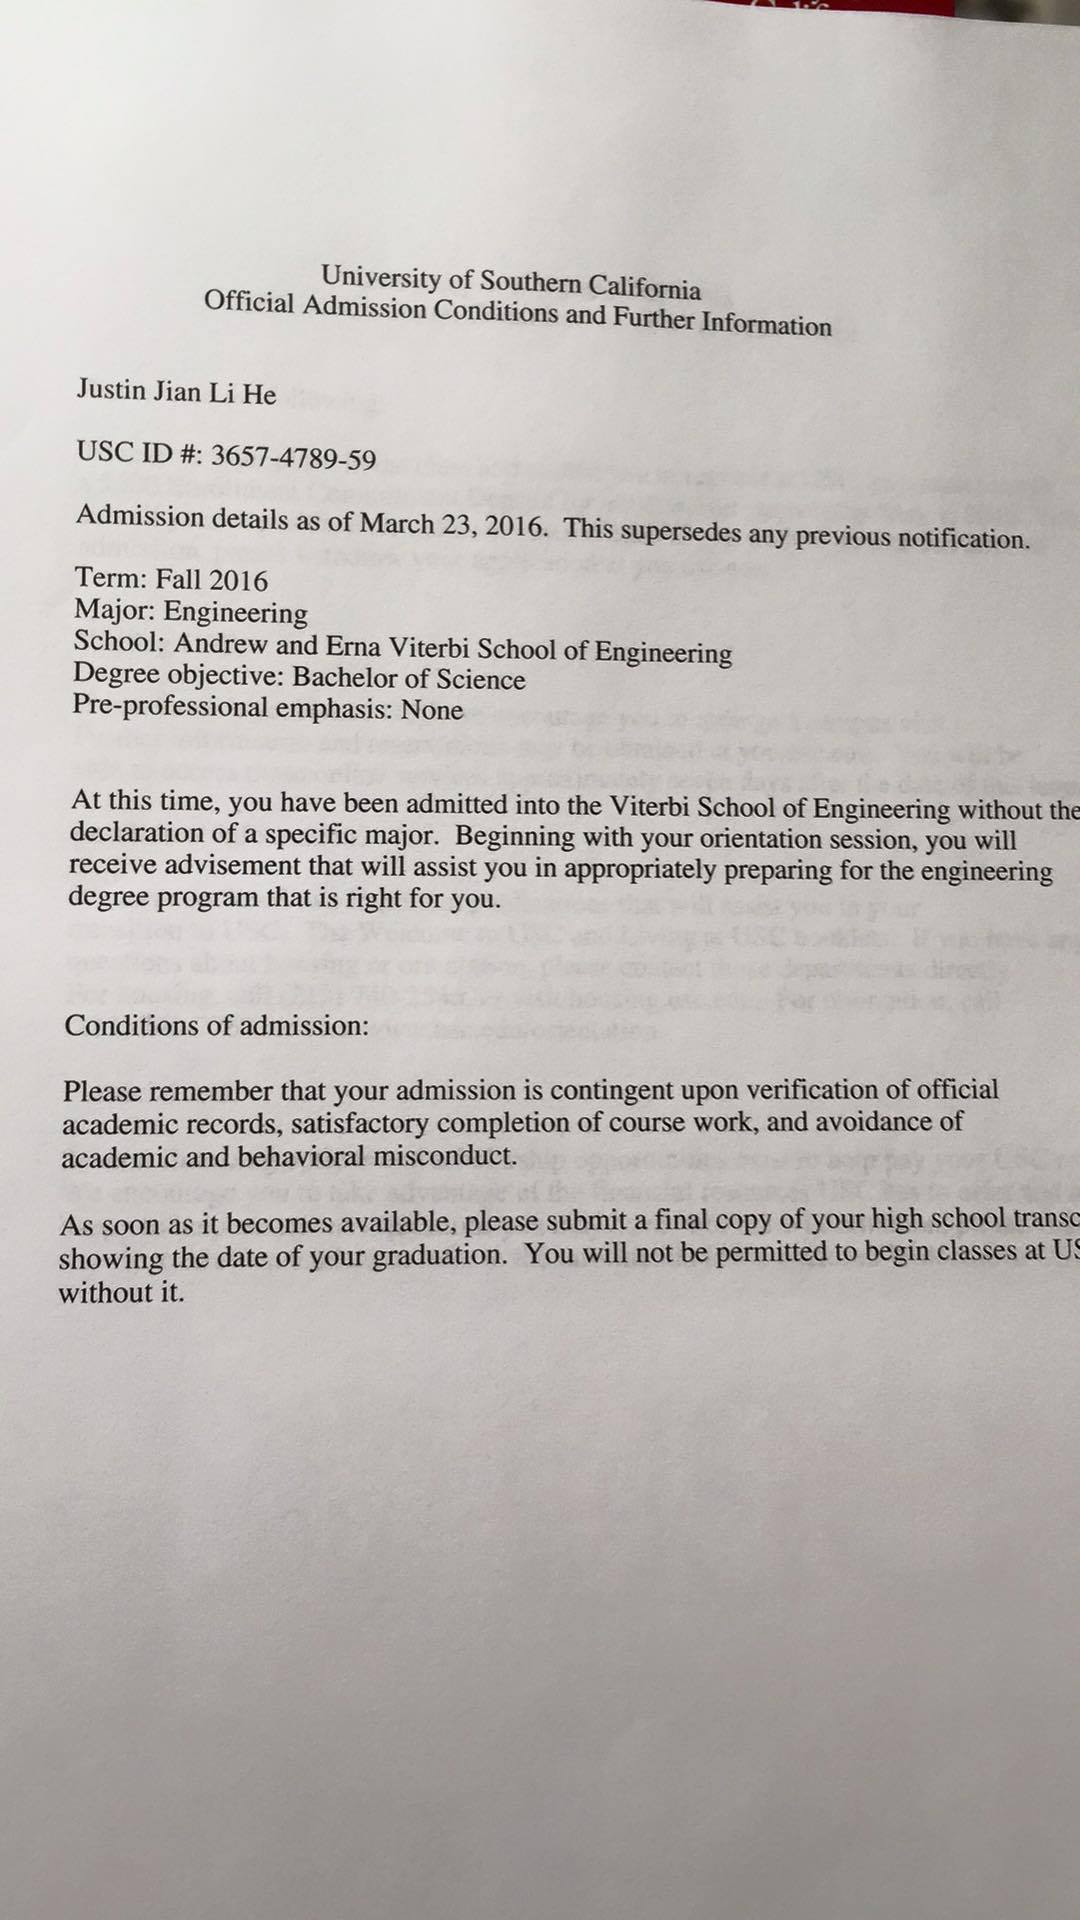 University of Southern California
Official Admission Conditions and Further Information
Justin Jian Li He
USC ID #: 3657-4789-59
Admission details as of March 23, 2016.  This supersedes any previous notification.
Term: Fall 2016
Major: Engineering
School: Andrew and Erna Viterbi School of Engineering
Degree objective: Bachelor of Science
Pre-professional emphasis: None
At this time, you have been admitted into the Viterbi School of Engineering without the
declaration of a specific major.  Beginning with your orientation session, you will
receive advisement that will assist you in appropriately preparing for the engineering
degree program that is right for you.
Conditions of admission:
Please remember that your admission is contingent upon verification of official
academic records, satisfactory completion of course work, and avoidance of
academic and behavioral misconduct.
As soon as it becomes available, please submit a final copy of your high school transc
showing the date of your graduation.  You will not be permitted to begin classes at US
without it.